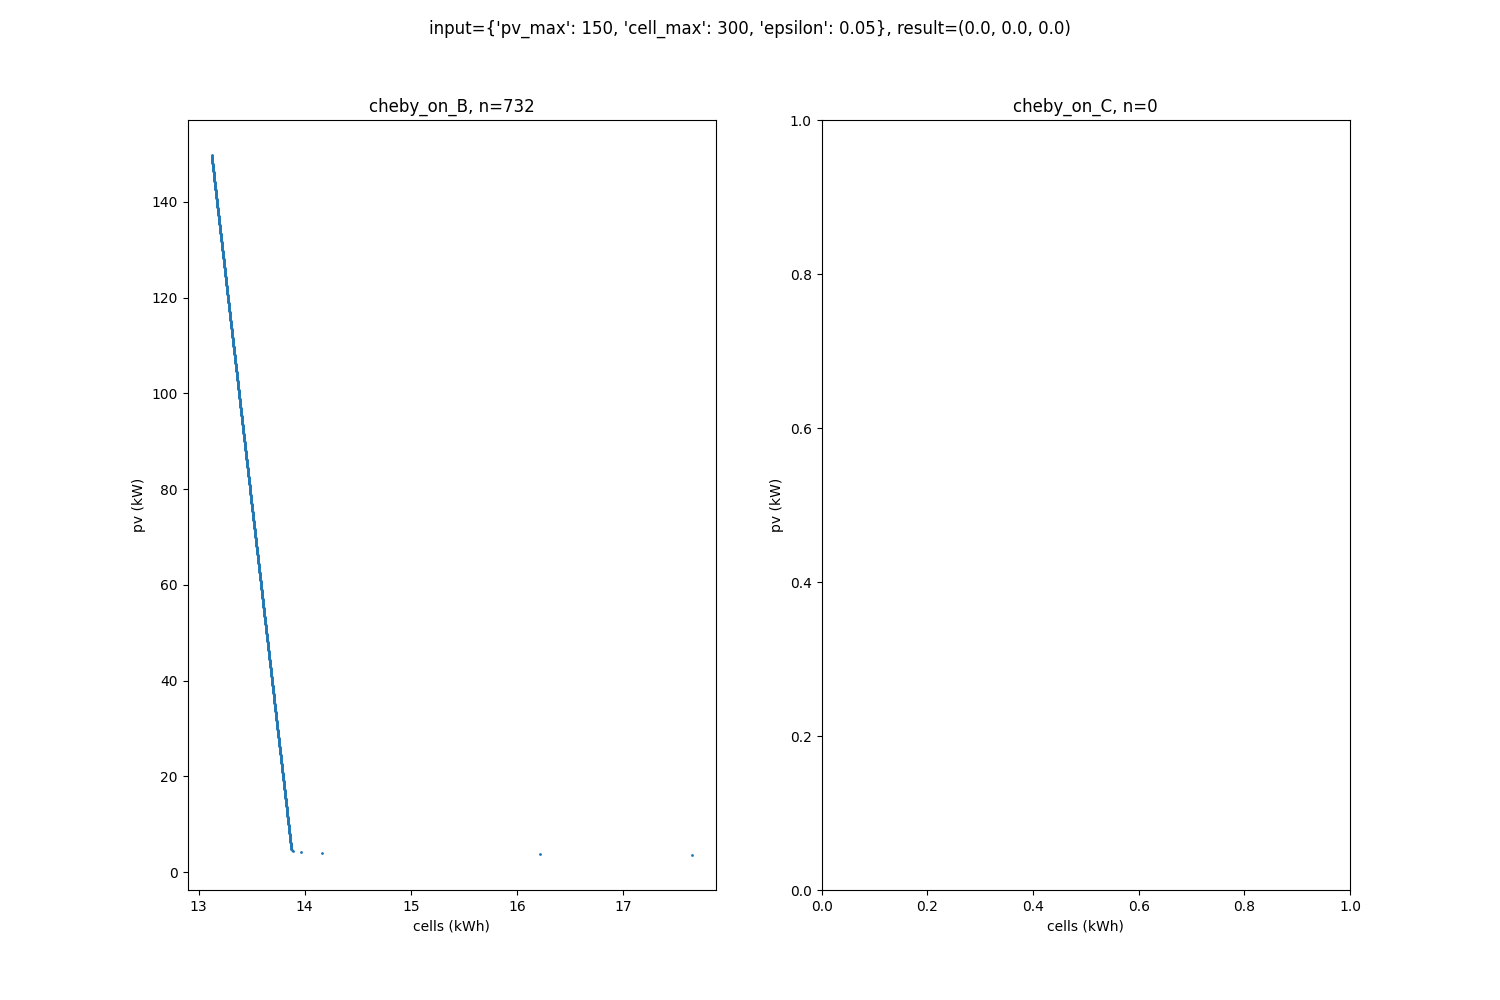 input={'pv_max': 150, 'cell_max': 300, 'epsilon': 0.05}, result=(0.0, 0.0, 0.0)
cheby_on_B, n=732
140
120
100
80
60
40
20
0
pv (kW)
13 14 15 16 17
cells (kWh)
cheby_on_C, n=0
1.0
0.8
0.6
0.4
0.2
0.0
pv (kW)
0.0 0.2 0.4 0.6 0.8 1.0
cells (kWh)